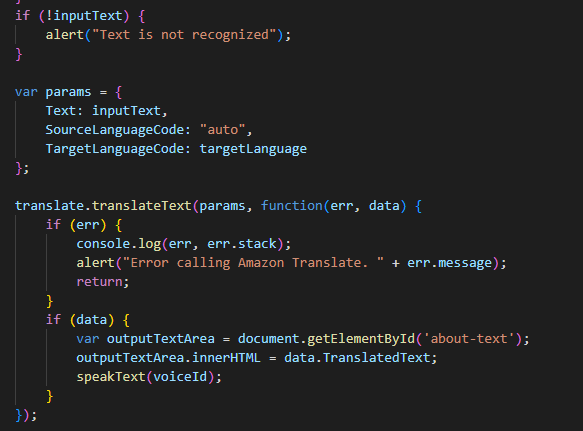 }
if (!inputText) {
    alert("Text is not recognized");
}

var params = {
    Text: inputText,
    SourceLanguageCode: "auto",
    TargetLanguageCode: targetLanguage
};

translate.translateText(params, function(err, data) {
    if (err) {
        console.log(err, err.stack);
        alert("Error calling Amazon Translate. " + err.message);
        return;
    }
    if (data) {
        var outputTextArea = document.getElementById('about-text');
        outputTextArea.innerHTML = data.TranslatedText;
        speakText(voiceId);
    }
});